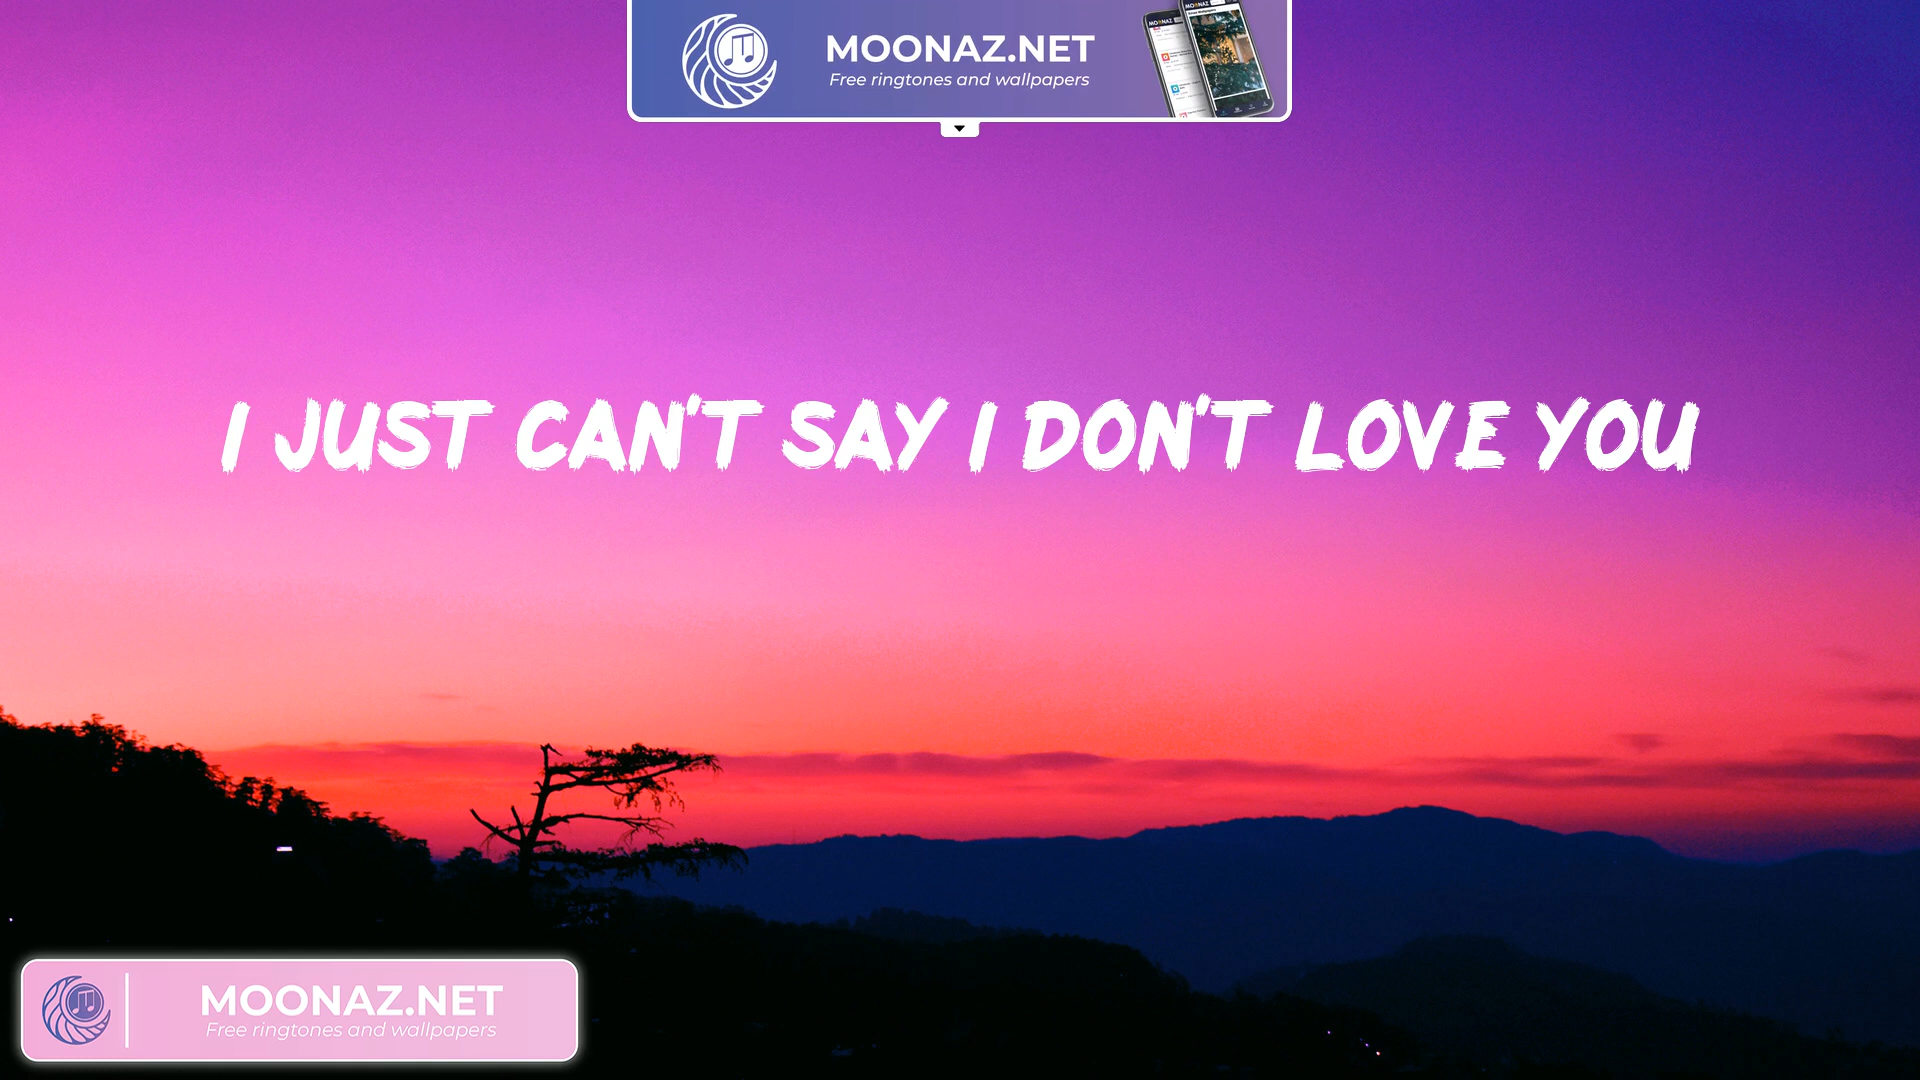 MOONAZ.NET
Free ringtones and wallpapers
I JUST CAN'T SAY I DON'T LOVE YOU
MOONAZ.NET
Free ringtones and wallpapers